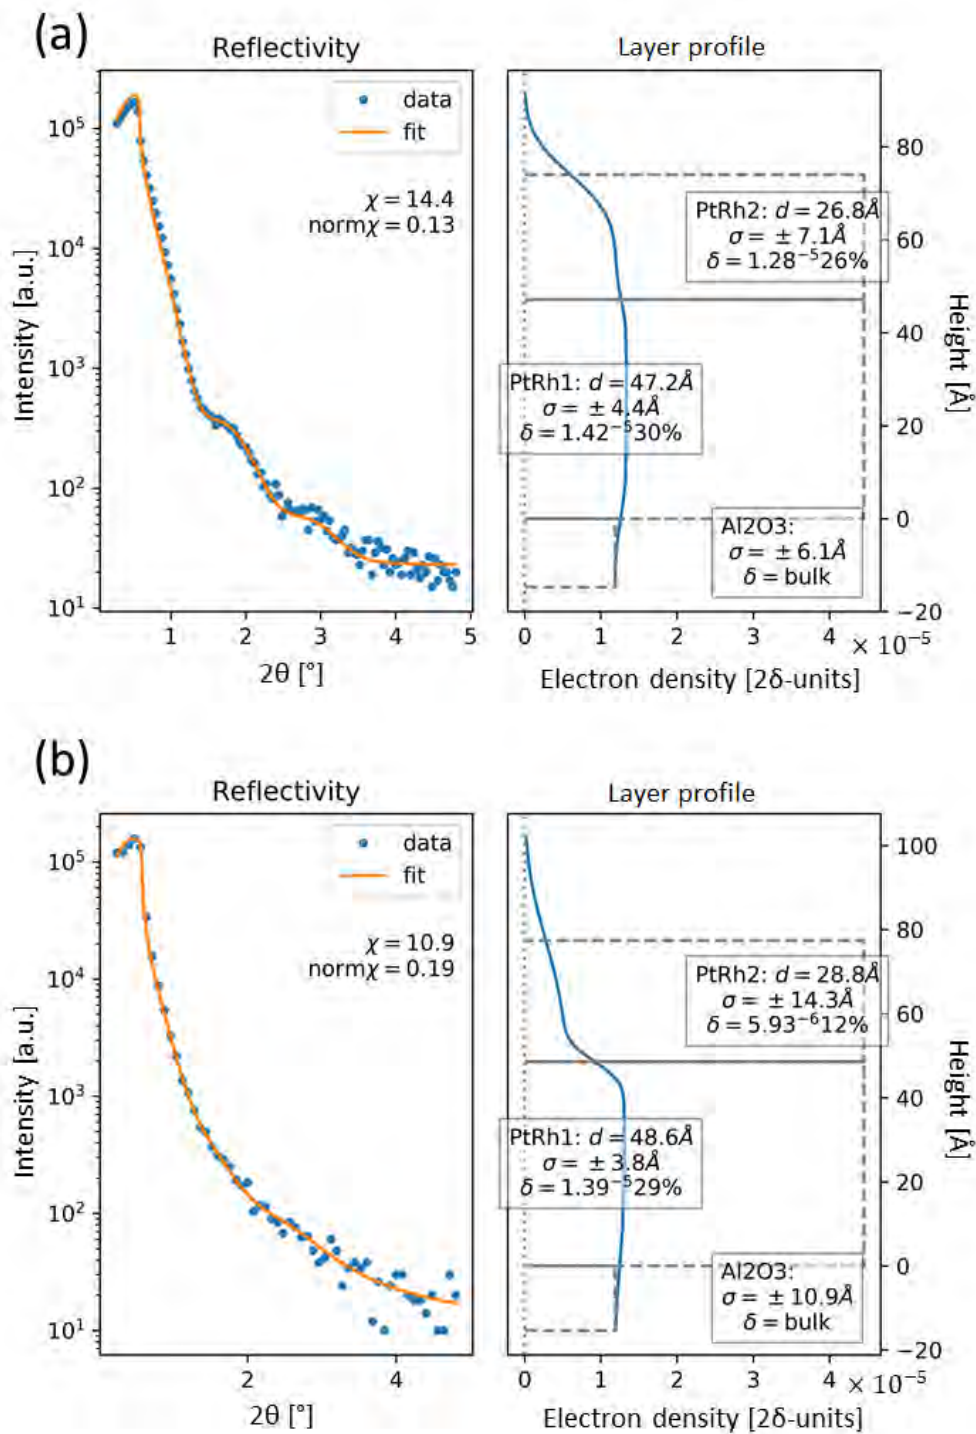 (a)
Reflectivity
Layer profile
data
fit
χ = 14.4
normχ = 0.13
10⁵
10⁴
10³
10²
10¹
Intensity [a.u.]
1 2 3 4 5
2θ [°]
PtRh2: d = 26.8Å
σ = ± 7.1Å
δ = 1.28⁻⁵26%
PtRh1: d = 47.2Å
σ = ± 4.4Å
δ = 1.42⁻⁵30%
Al2O3:
σ = ± 6.1Å
δ = bulk
80
60
40
20
0
−20
Height [Å]
0 1 2 3 4 × 10⁻⁵
Electron density [2δ-units]
(b)
Reflectivity
Layer profile
data
fit
χ = 10.9
normχ = 0.19
10⁵
10⁴
10³
10²
10¹
Intensity [a.u.]
2 4
2θ [°]
PtRh2: d = 28.8Å
σ = ± 14.3Å
δ = 5.93⁻⁶12%
PtRh1: d = 48.6Å
σ = ± 3.8Å
δ = 1.39⁻⁵29%
Al2O3:
σ = ± 10.9Å
δ = bulk
100
80
60
40
20
0
−20
Height [Å]
0 1 2 3 4 × 10⁻⁵
Electron density [2δ-units]